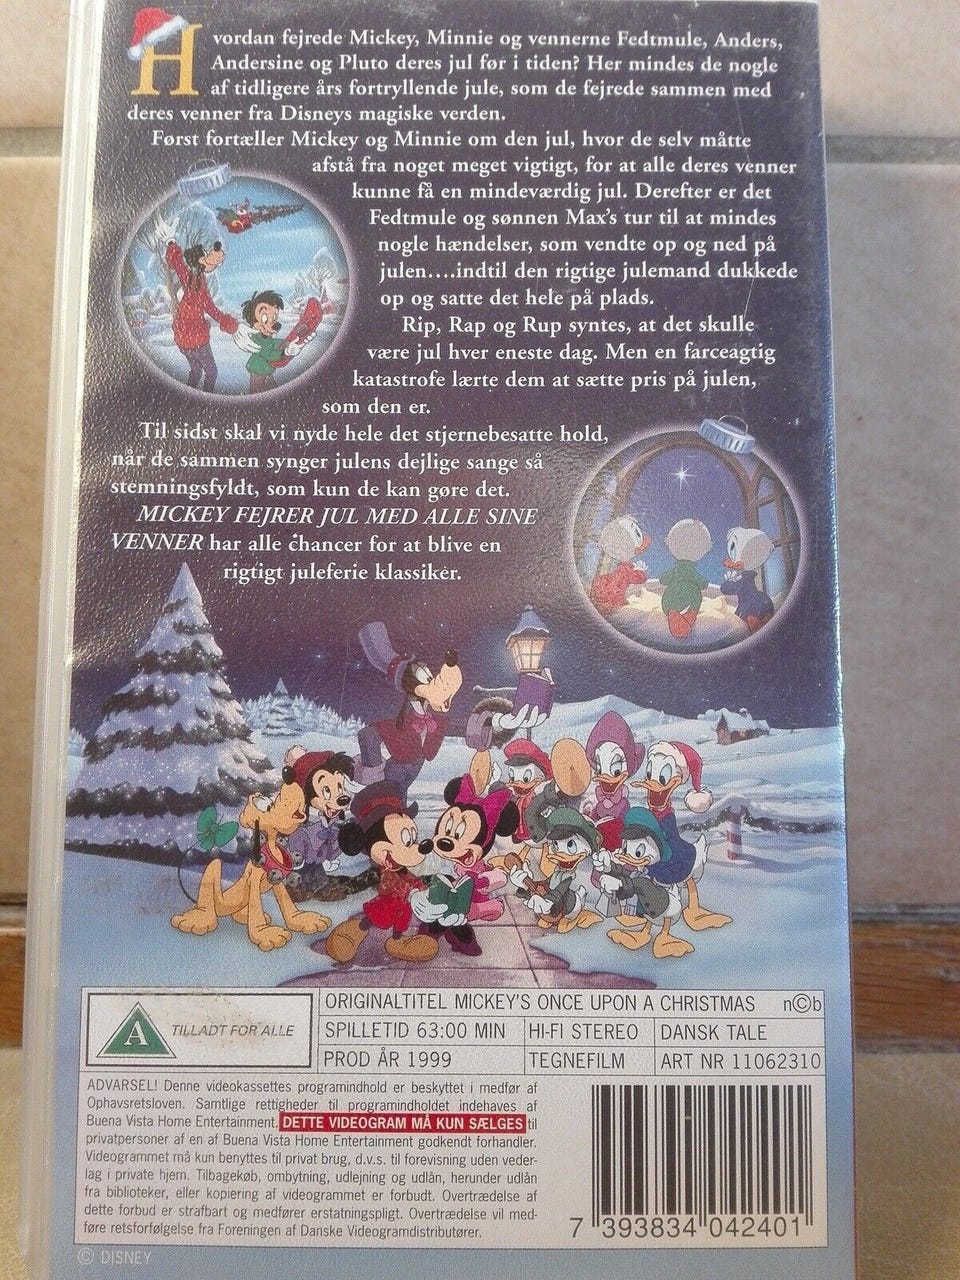 Hvordan fejrede Mickey, Minnie og vennerne Fedtmule, Anders,
Andersine og Pluto deres jul før i tiden? Her mindes de nogle
af tidligere års fortryllende jule, som de fejrede sammen med
deres venner fra Disneys magiske verden.
Først fortæller Mickey og Minnie om den jul, hvor de selv måtte
afstå fra noget meget vigtigt, for at alle deres venner
kunne få en mindeværdig jul. Derefter er det
Fedtmule og sønnen Max's tur til at mindes
nogle hændelser, som vendte op og ned på
julen....indtil den rigtige julemand dukkede
op og satte det hele på plads.
Rip, Rap og Rup syntes, at det skulle
være jul hver eneste dag. Men en farceagtig
katastrofe lærte dem at sætte pris på julen,
som den er.
Til sidst skal vi nyde hele det stjernebesatte hold,
når de sammen synger julens dejlige sange så
stemningsfyldt, som kun de kan gøre det.
MICKEY FEJRER JUL MED ALLE SINE
VENNER har alle chancer for at blive en
rigtigt juleferie klassiker.
A TILLADT FOR ALLE
ORIGINALTITEL MICKEY'S ONCE UPON A CHRISTMAS n©b
SPILLETID 63:00 MIN HI-FI STEREO DANSK TALE
PROD ÅR 1999 TEGNEFILM ART NR 11062310
ADVARSEL! Denne videokassettes programindhold er beskyttet i medfør af
Ophavsretsloven. Samtlige rettigheder til programindholdet indehaves af
Buena Vista Home Entertainment. DETTE VIDEOGRAM MÅ KUN SÆLGES til
privatpersoner af en af Buena Vista Home Entertainment godkendt forhandler.
Videogrammet må kun benyttes til privat brug, d.v.s. til forevisning uden veder-
lag i private hjem. Tilbagekøb, ombytning, udlejning og udlån, herunder udlån
fra biblioteker, eller kopiering af videogrammet er forbudt. Overtrædelse af
dette forbud er strafbart og medfører erstatningspligt. Overtrædelse vil med-
føre retsforfølgelse fra Foreningen af Danske Videogramdistributører.
7 393834 042401
© DISNEY